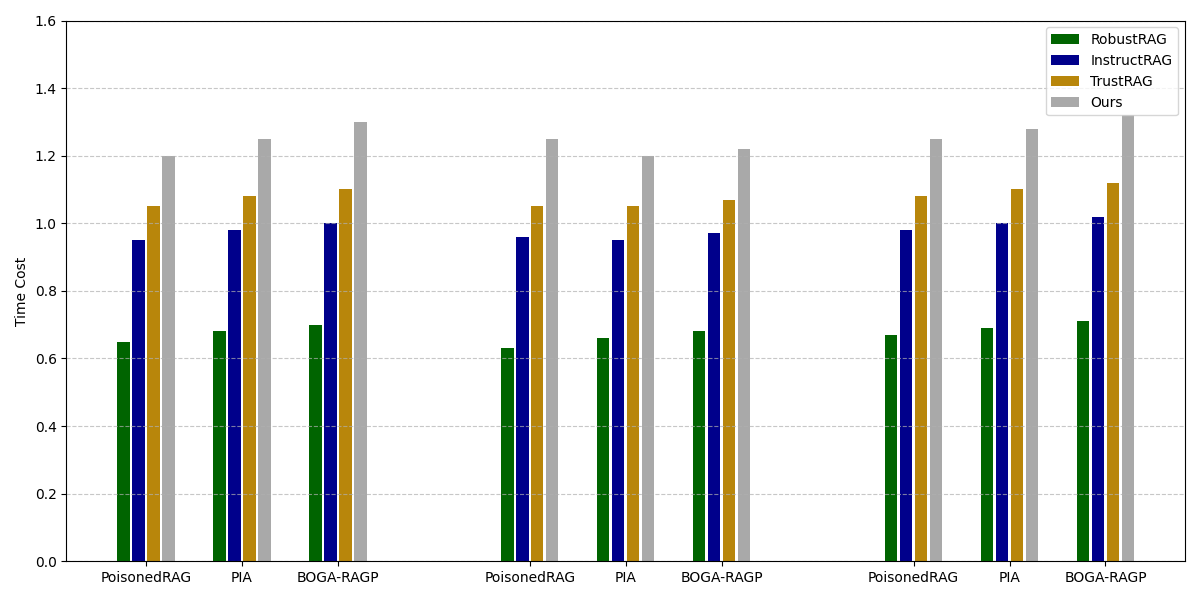 1.6
1.4
1.2
1.0
0.8
0.6
0.4
0.2
0.0
Time Cost
RobustRAG
InstructRAG
TrustRAG
Ours
PoisonedRAG PIA BOGA-RAGP PoisonedRAG PIA BOGA-RAGP PoisonedRAG PIA BOGA-RAGP